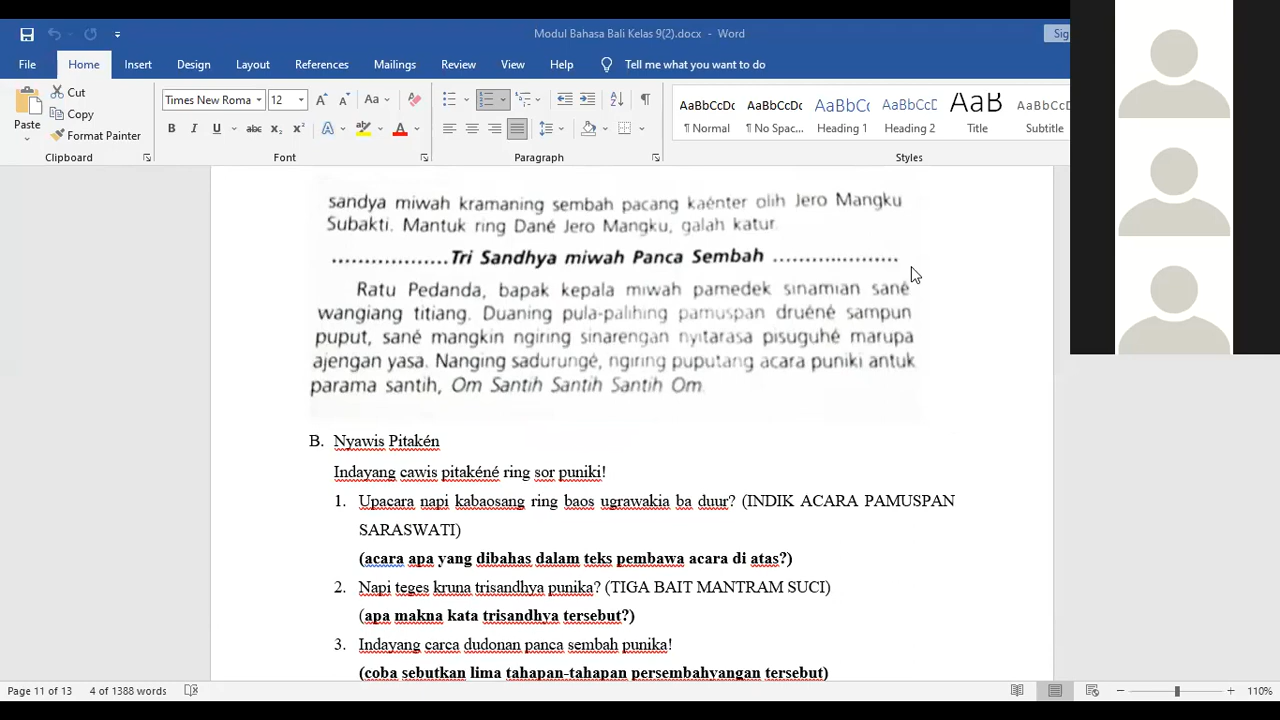 Modul Bahasa Bali Kelas 9(2).docx - Word
Sig
File Home Insert Design Layout References Mailings Review View Help Tell me what you want to do
Paste
Cut
Copy
Format Painter
Times New Roma 12 Aa
B I U abc x₂ x² A A
AaBbCcDc AaBbCcDc AaBbCcD AaBbCcD AaB AaBbCcD
¶ Normal ¶ No Spac... Heading 1 Heading 2 Title Subtitle
Clipboard Font Paragraph Styles
sandya miwah kramaning sembah pacang kaénter olih Jero Mangku
Subakti. Mantuk ring Dané Jero Mangku, galah katur.
..................Tri Sandhya miwah Panca Sembah ....................
Ratu Pedanda, bapak kepala miwah pamedek sinamian sané
wangiang titiang. Duaning pula-palihing pamuspan druéné sampun
puput, sané mangkin ngiring sinarengan nyitarasa pisuguhé marupa
ajengan yasa. Nanging sadurungé, ngiring puputang acara puniki antuk
parama santih, Om Santih Santih Santih Om.
B. Nyawis Pitakén
Indayang cawis pitakéné ring sor puniki!
1. Upacara napi kabaosang ring baos ugrawakia ba duur? (INDIK ACARA PAMUSPAN
SARASWATI)
(acara apa yang dibahas dalam teks pembawa acara di atas?)
2. Napi teges kruna trisandhya punika? (TIGA BAIT MANTRAM SUCI)
(apa makna kata trisandhya tersebut?)
3. Indayang carca dudonan panca sembah punika!
(coba sebutkan lima tahapan-tahapan persembahyangan tersebut)
Page 11 of 13 4 of 1388 words 110%